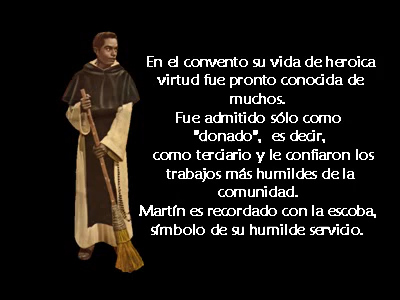 En el convento su vida de heroica
virtud fue pronto conocida de
muchos.
Fue admitido sólo como
"donado", es decir,
como terciario y le confiaron los
trabajos más humildes de la
comunidad.
Martín es recordado con la escoba,
símbolo de su humilde servicio.